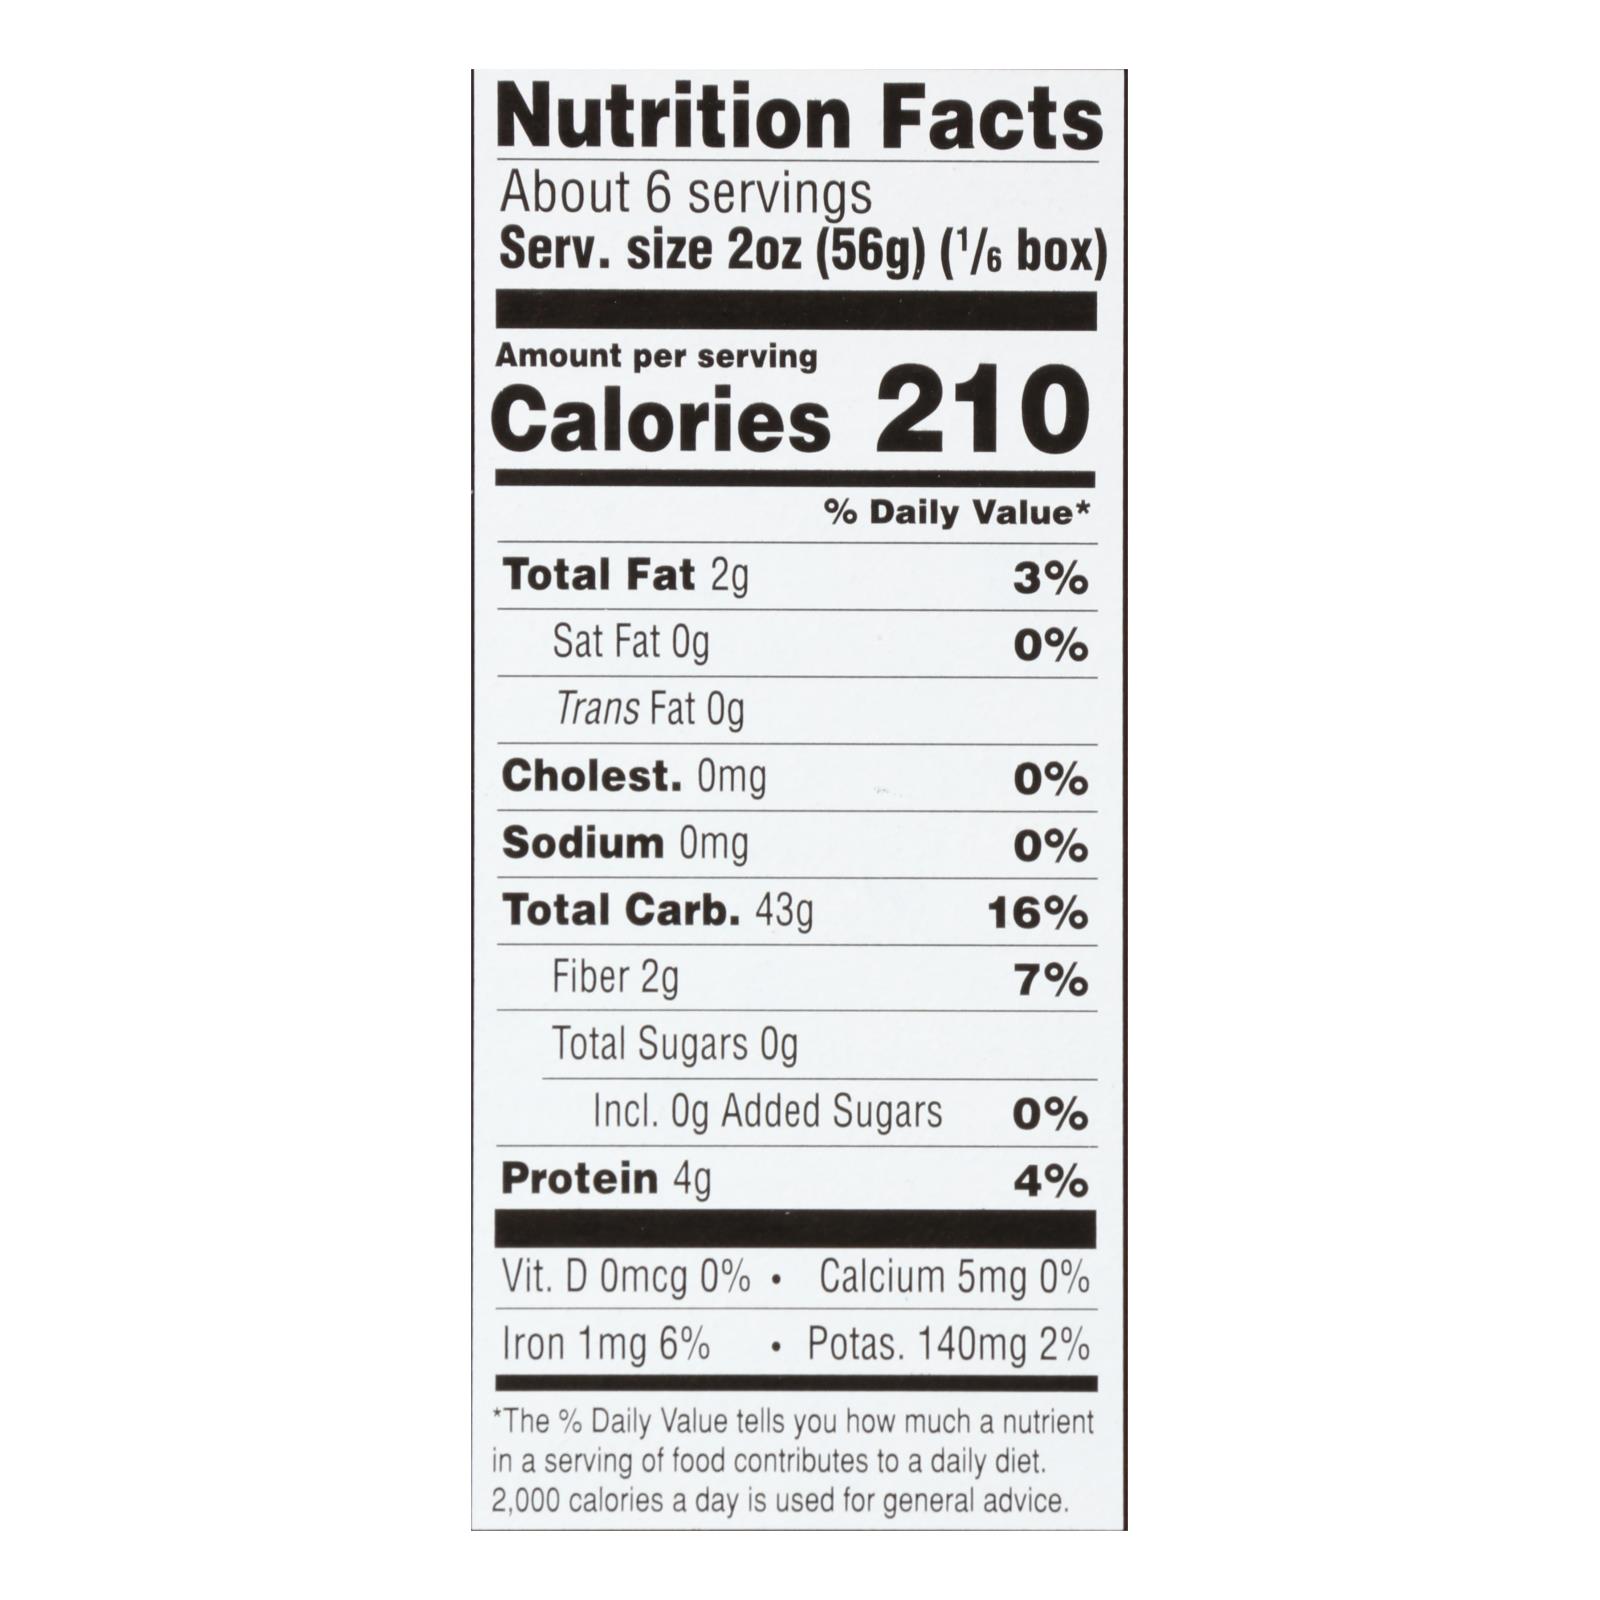 Nutrition Facts
About 6 servings
Serv. size 2oz (56g) (1/6 box)
Amount per serving
Calories 210
% Daily Value*
Total Fat 2g 3%
Sat Fat 0g 0%
Trans Fat 0g
Cholest. 0mg 0%
Sodium 0mg 0%
Total Carb. 43g 16%
Fiber 2g 7%
Total Sugars 0g
Incl. 0g Added Sugars 0%
Protein 4g 4%
Vit. D 0mcg 0% • Calcium 5mg 0%
Iron 1mg 6% • Potas. 140mg 2%
*The % Daily Value tells you how much a nutrient
in a serving of food contributes to a daily diet.
2,000 calories a day is used for general advice.